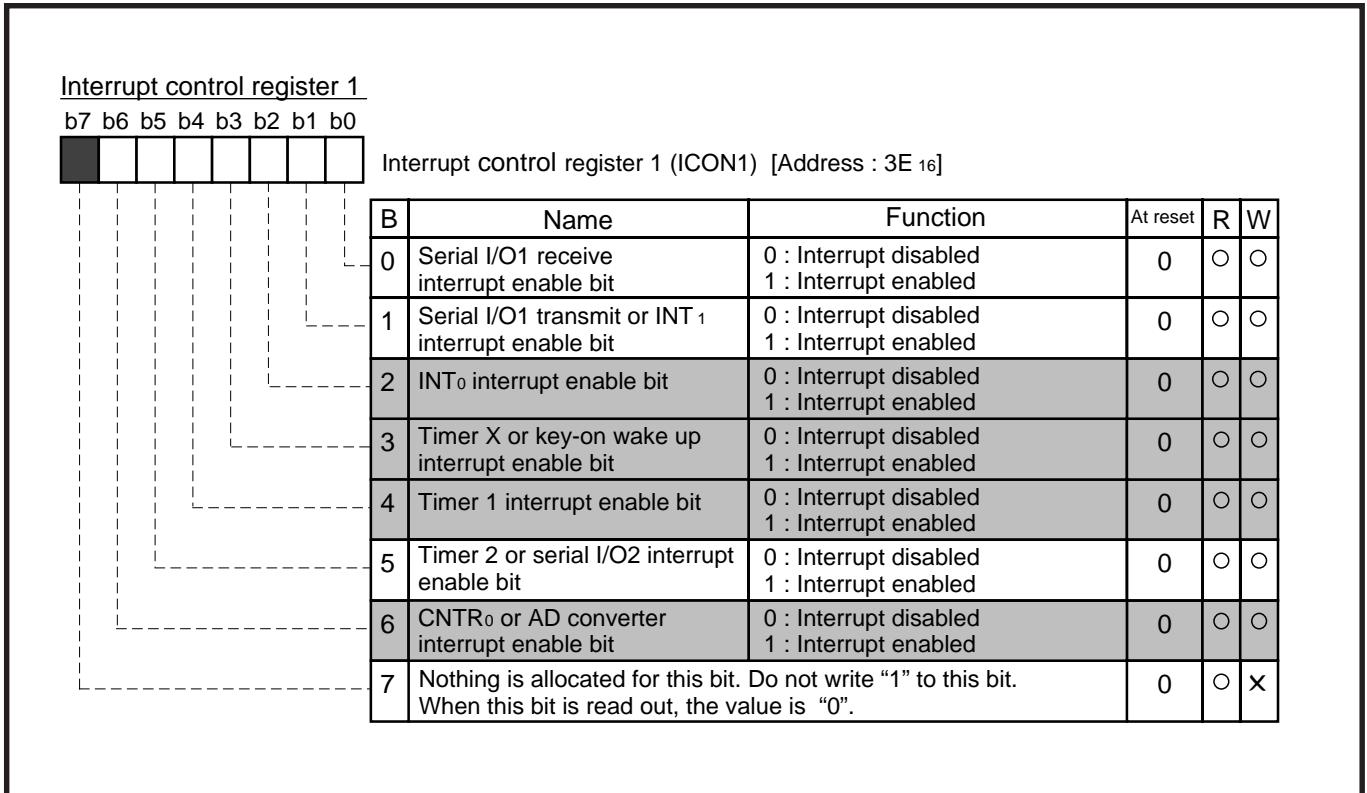 Interrupt control register 1
b7 b6 b5 b4 b3 b2 b1 b0
Interrupt control register 1 (ICON1) [Address : 3E 16]
B Name Function At reset R W
0 Serial I/O1 receive interrupt enable bit 0 : Interrupt disabled 1 : Interrupt enabled 0 ○ ○
1 Serial I/O1 transmit or INT 1 interrupt enable bit 0 : Interrupt disabled 1 : Interrupt enabled 0 ○ ○
2 INT0 interrupt enable bit 0 : Interrupt disabled 1 : Interrupt enabled 0 ○ ○
3 Timer X or key-on wake up interrupt enable bit 0 : Interrupt disabled 1 : Interrupt enabled 0 ○ ○
4 Timer 1 interrupt enable bit 0 : Interrupt disabled 1 : Interrupt enabled 0 ○ ○
5 Timer 2 or serial I/O2 interrupt enable bit 0 : Interrupt disabled 1 : Interrupt enabled 0 ○ ○
6 CNTR0 or AD converter interrupt enable bit 0 : Interrupt disabled 1 : Interrupt enabled 0 ○ ○
7 Nothing is allocated for this bit. Do not write “1” to this bit. When this bit is read out, the value is “0”. 0 ○ ×